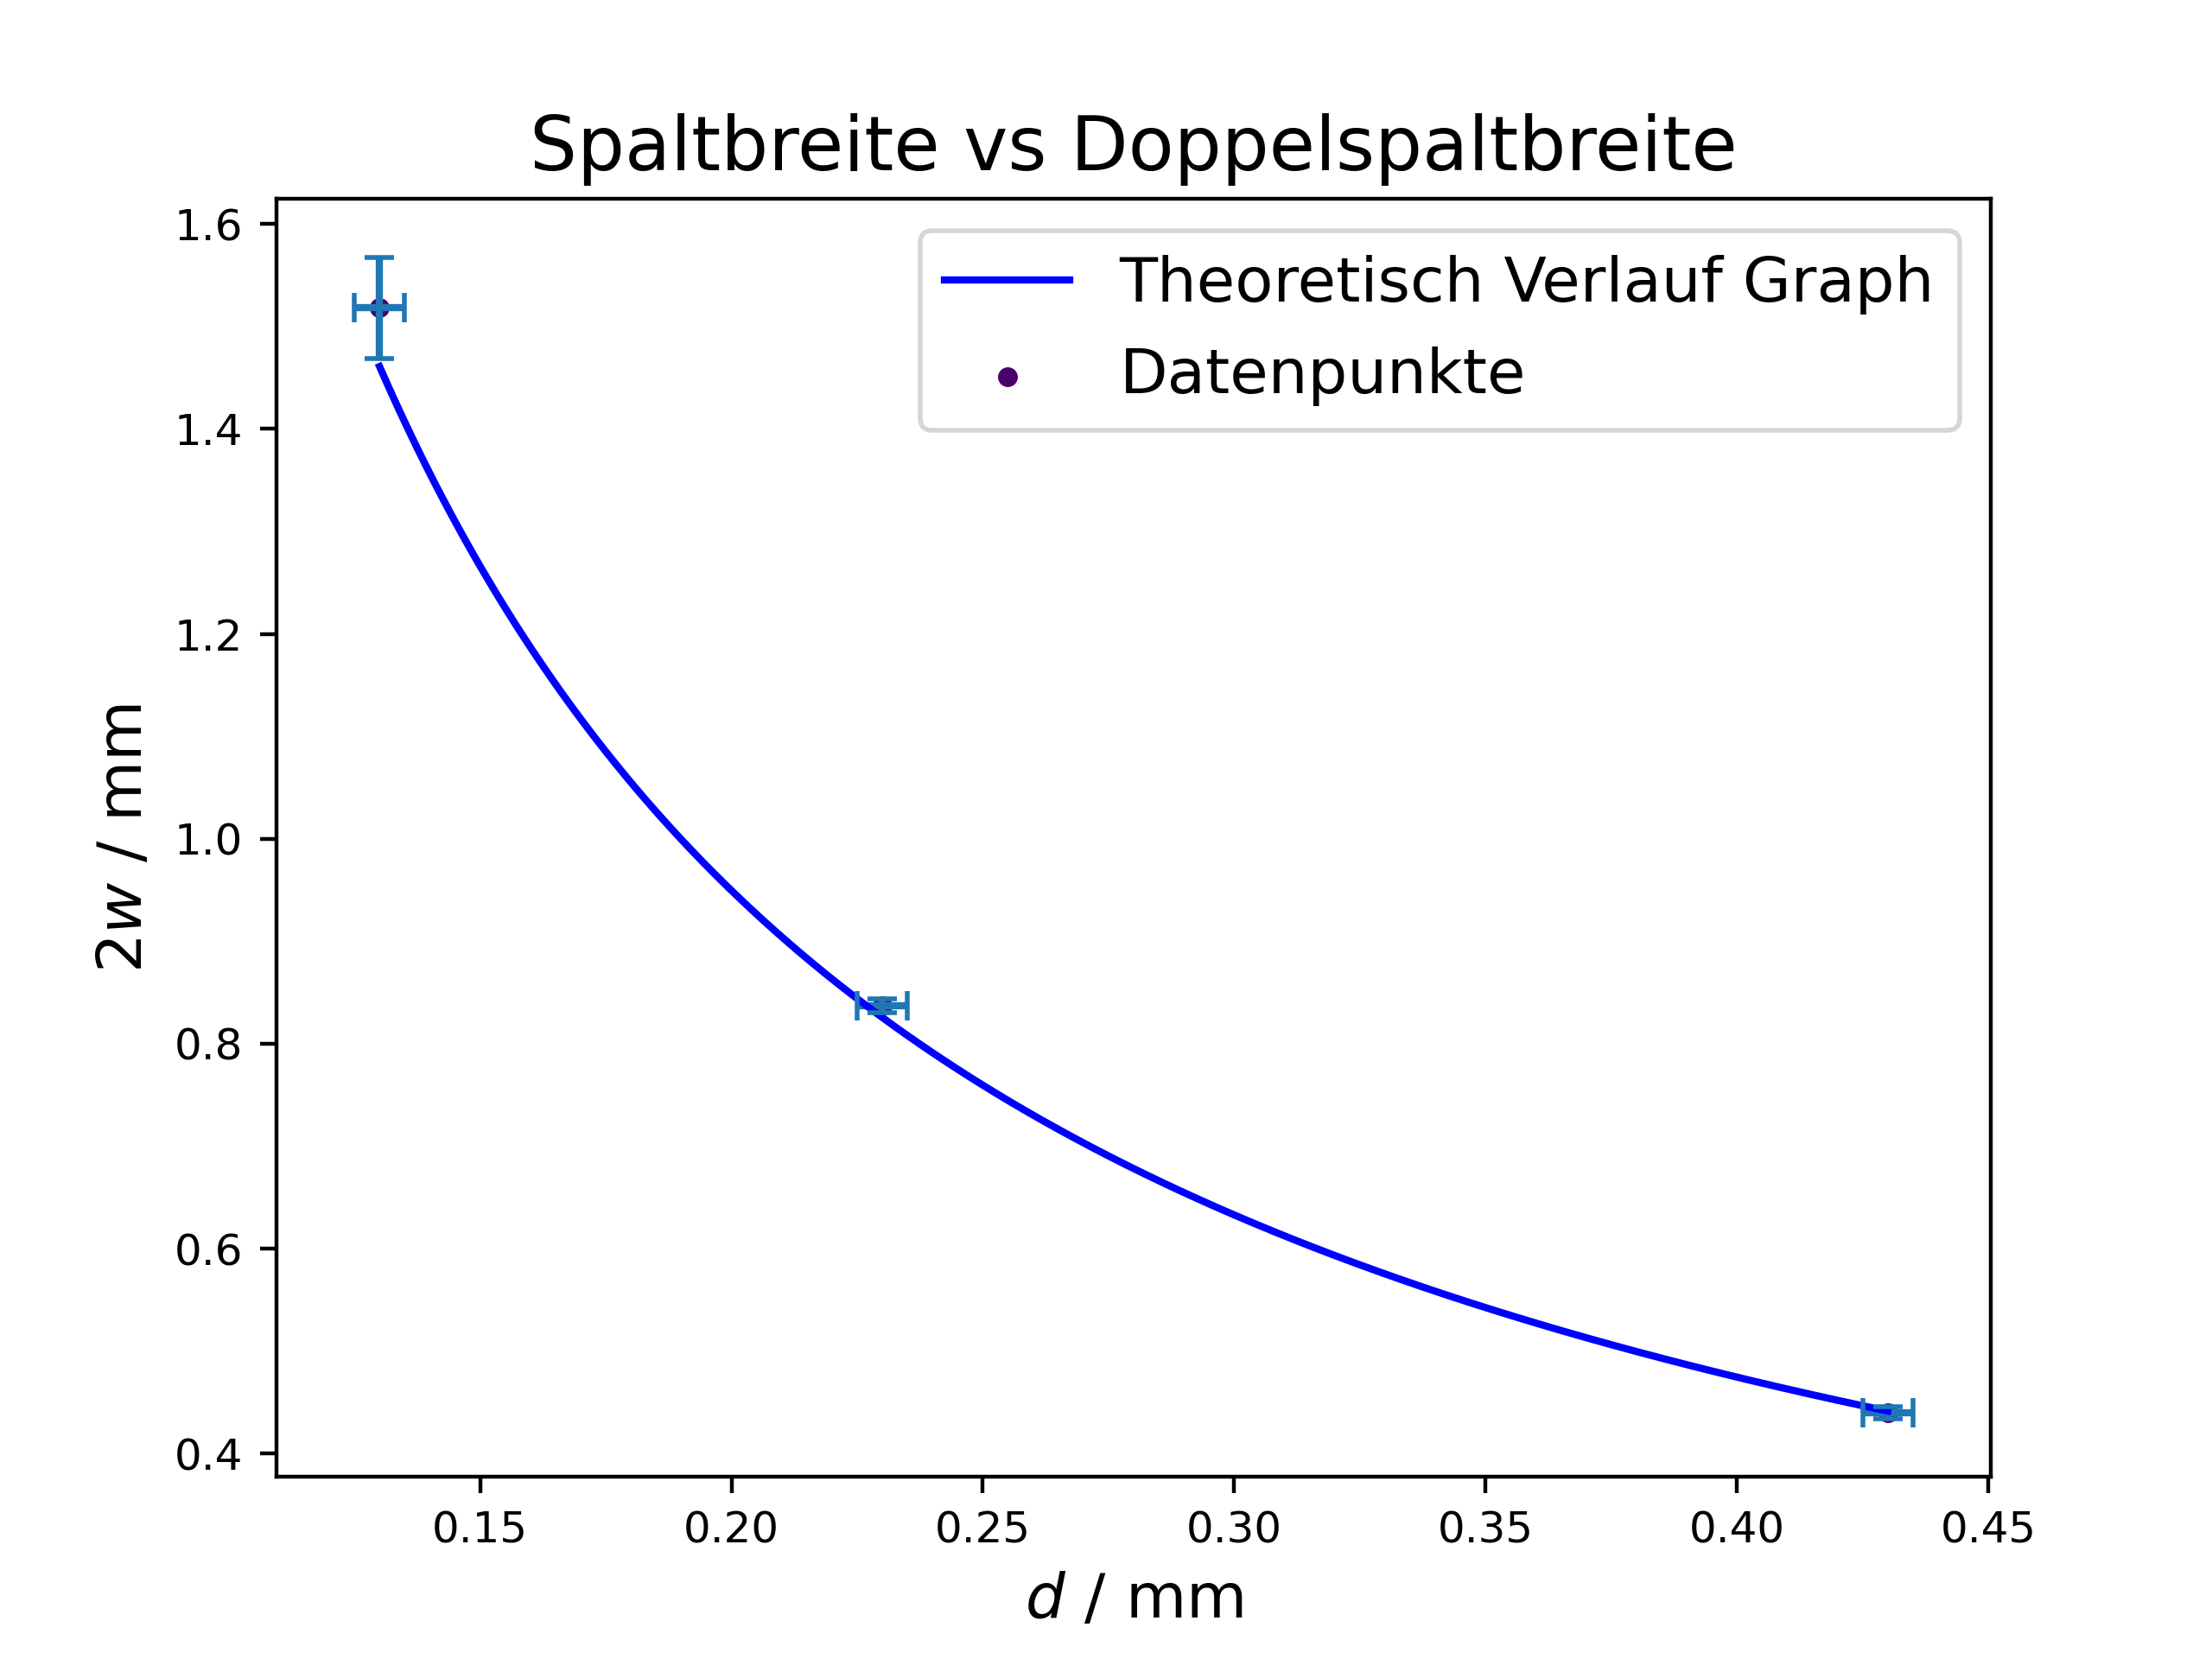 Spaltbreite vs Doppelspaltbreite
Theoretisch Verlauf Graph
Datenpunkte
2w / mm
1.6
1.4
1.2
1.0
0.8
0.6
0.4
0.15 0.20 0.25 0.30 0.35 0.40 0.45
d / mm